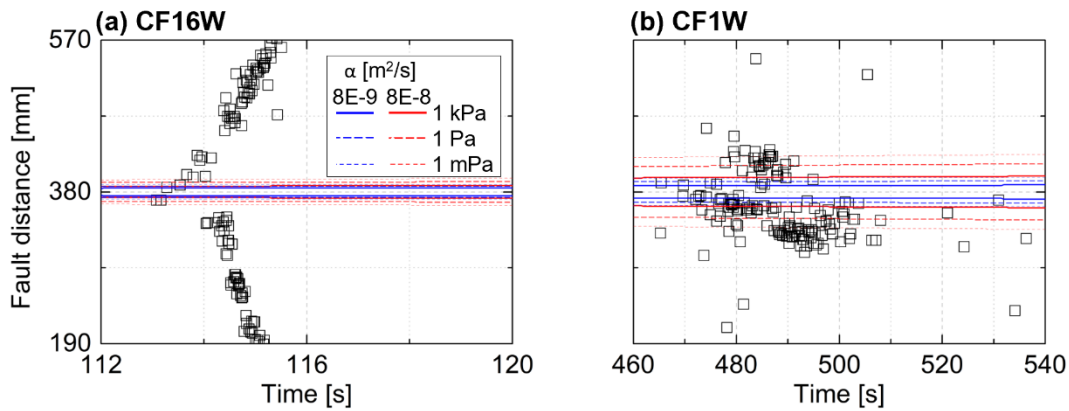 (a) CF16W
Fault distance [mm]
570
380
190
α [m²/s]
8E-9 8E-8
1 kPa
1 Pa
1 mPa
112 116 120
Time [s]
(b) CF1W
460 480 500 520 540
Time [s]